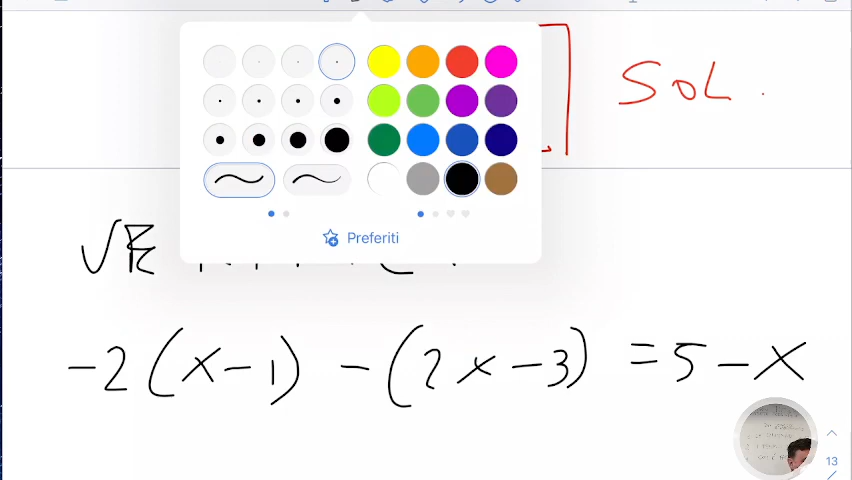 SOL.
Preferiti
-2(x-1) -(2x-3) =5-x
13